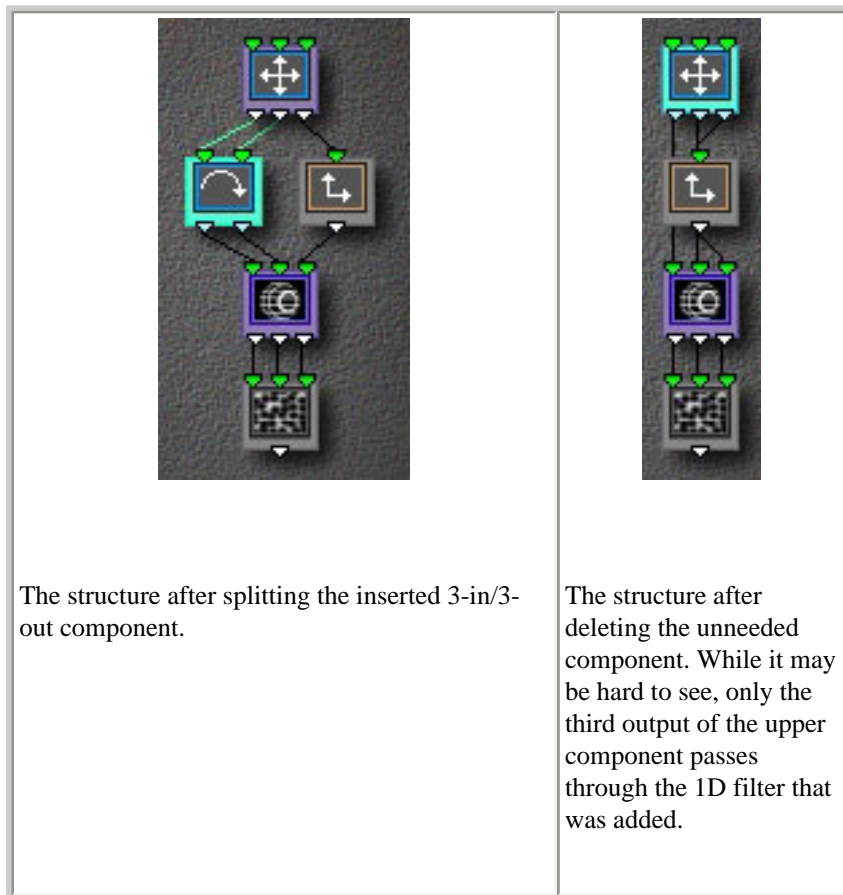 The structure after splitting the inserted 3-in/3-
out component.
The structure after
deleting the unneeded
component. While it may
be hard to see, only the
third output of the upper
component passes
through the 1D filter that
was added.